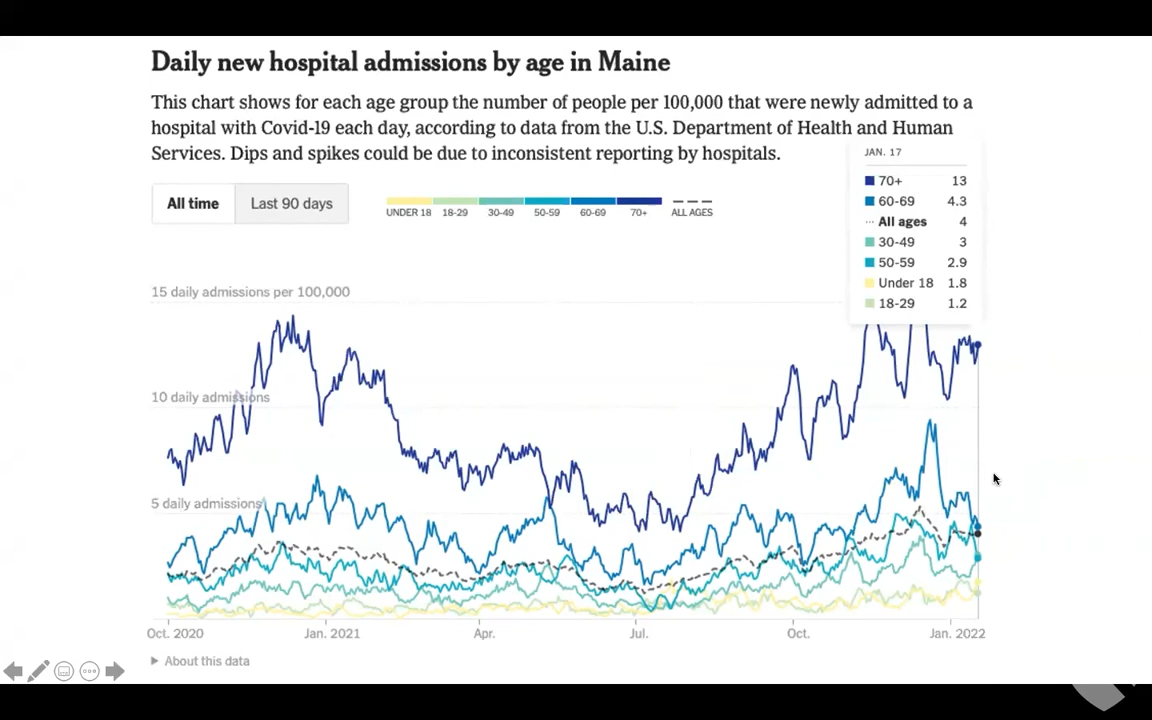 Daily new hospital admissions by age in Maine
This chart shows for each age group the number of people per 100,000 that were newly admitted to a
hospital with Covid-19 each day, according to data from the U.S. Department of Health and Human
Services. Dips and spikes could be due to inconsistent reporting by hospitals.
All time
Last 90 days
UNDER 18
18-29
30-49
50-59
60-69
70+
ALL AGES
JAN. 17
70+ 13
60-69 4.3
All ages 4
30-49 3
50-59 2.9
Under 18 1.8
18-29 1.2
15 daily admissions per 100,000
10 daily admissions
5 daily admissions
Oct. 2020
Jan. 2021
Apr.
Jul.
Oct.
Jan. 2022
About this data